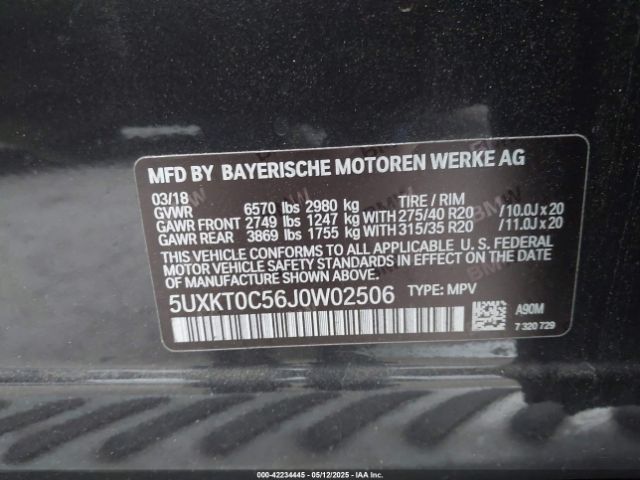 MFD BY BAYERISCHE MOTOREN WERKE AG
03/18
GVWR 6570 lbs 2980 kg TIRE / RIM
GAWR FRONT 2749 lbs 1247 kg WITH 275/40 R20 /10.0J x 20
GAWR REAR 3869 lbs 1755 kg WITH 315/35 R20 /11.0J x 20
THIS VEHICLE CONFORMS TO ALL APPLICABLE U. S. FEDERAL
MOTOR VEHICLE SAFETY STANDARDS IN EFFECT ON THE DATE
OF MANUFACTURE SHOWN ABOVE.
5UXKT0C56J0W02506 TYPE: MPV
A90M
7 320 729
000-42234445 - 05/12/2025 - IAA Inc.